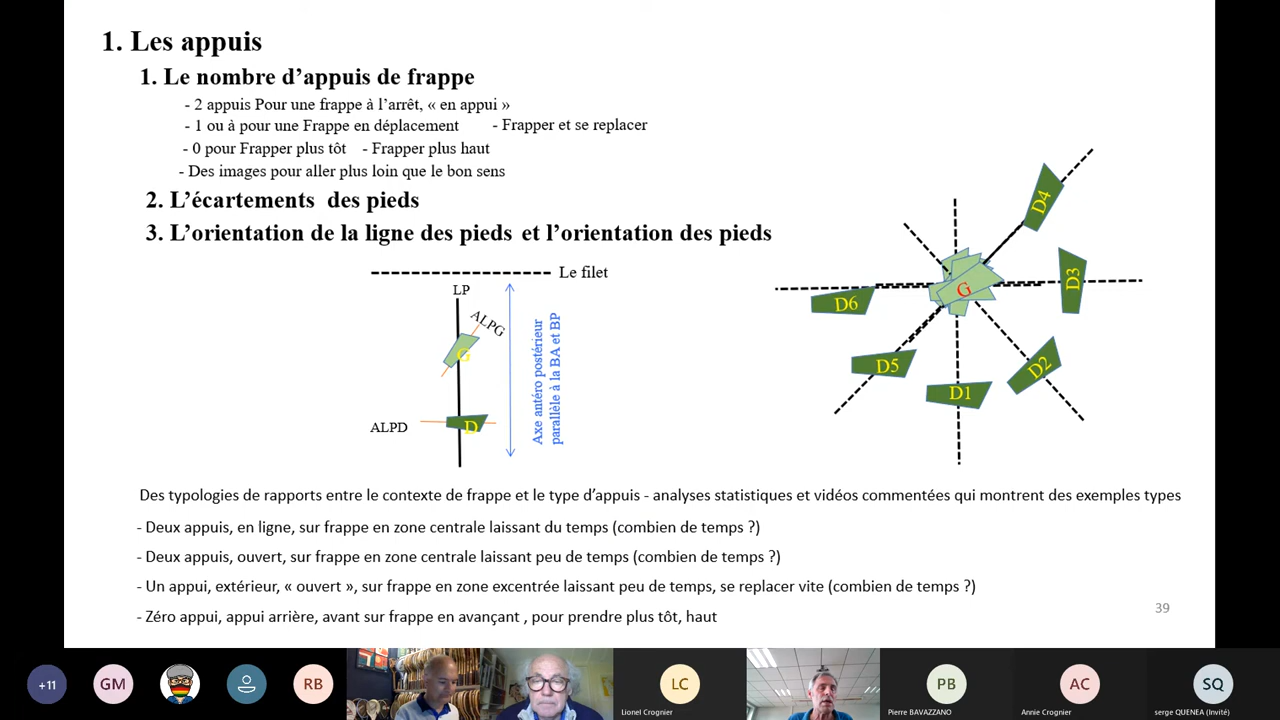 1. Les appuis
1. Le nombre d’appuis de frappe
- 2 appuis Pour une frappe à l’arrêt, « en appui »
- 1 ou à pour une Frappe en déplacement - Frapper et se replacer
- 0 pour Frapper plus tôt - Frapper plus haut
- Des images pour aller plus loin que le bon sens
2. L’écartements des pieds
3. L’orientation de la ligne des pieds et l’orientation des pieds
Le filet
LP
ALPG
G
ALPD
D
Axe antéro postérieur
parallèle à la BA et BP
D4
D3
G
D6
D5
D2
D1
Des typologies de rapports entre le contexte de frappe et le type d’appuis - analyses statistiques et vidéos commentées qui montrent des exemples types
- Deux appuis, en ligne, sur frappe en zone centrale laissant du temps (combien de temps ?)
- Deux appuis, ouvert, sur frappe en zone centrale laissant peu de temps (combien de temps ?)
- Un appui, extérieur, « ouvert », sur frappe en zone excentrée laissant peu de temps, se replacer vite (combien de temps ?)
- Zéro appui, appui arrière, avant sur frappe en avançant , pour prendre plus tôt, haut
39
+11
GM
RB
LC
Lionel Crognier
PB
Pierre BAVAZZANO
AC
Annie Crognier
SQ
serge QUENEA (Invité)